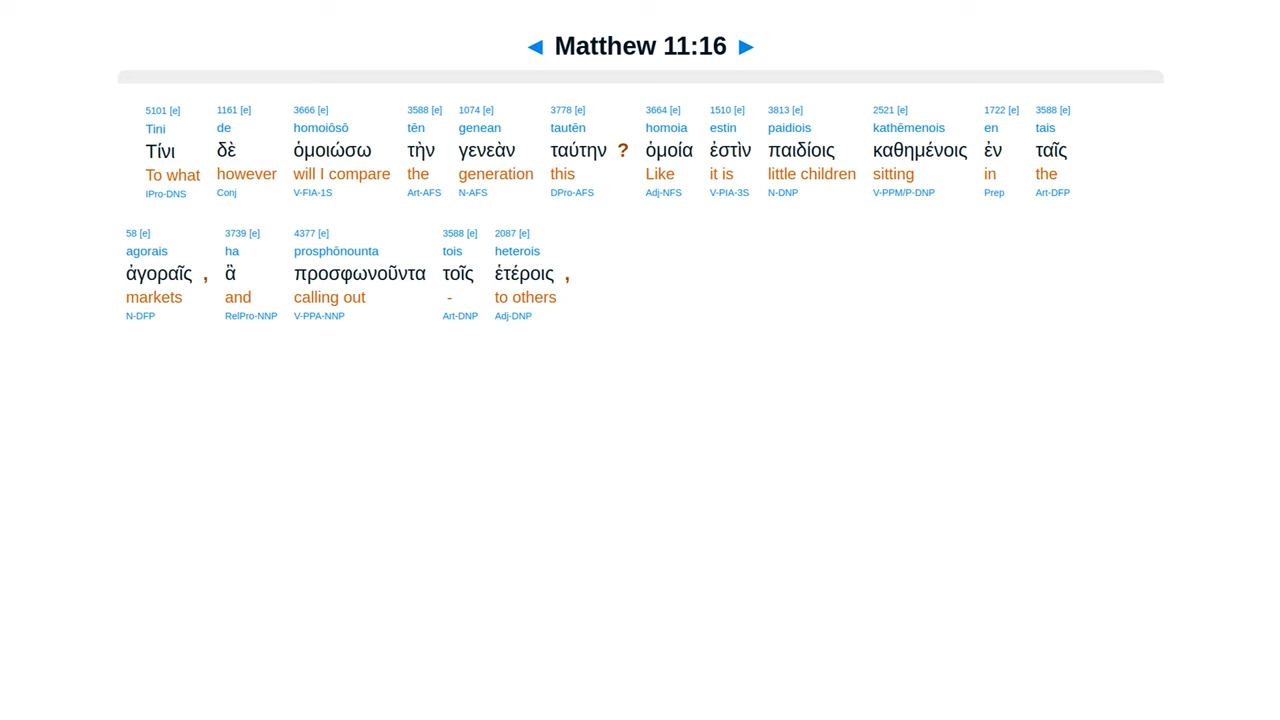 ◄ Matthew 11:16 ►
5101 [e] 1161 [e] 3666 [e] 3588 [e] 1074 [e] 3778 [e] 3664 [e] 1510 [e] 3813 [e] 2521 [e] 1722 [e] 3588 [e]
Tini de homoiōsō tēn genean tautēn homoia estin paidiois kathēmenois en tais
Τίνι δὲ ὁμοιώσω τὴν γενεὰν ταύτην ? ὁμοία ἐστὶν παιδίοις καθημένοις ἐν ταῖς
To what however will I compare the generation this Like it is little children sitting in the
IPro-DNS Conj V-FIA-1S Art-AFS N-AFS DPro-AFS Adj-NFS V-PIA-3S N-DNP V-PPM/P-DNP Prep Art-DFP
58 [e] 3739 [e] 4377 [e] 3588 [e] 2087 [e]
agorais ha prosphōnounta tois heterois
ἀγοραῖς , ἃ προσφωνοῦντα τοῖς ἑτέροις ,
markets and calling out - to others
N-DFP RelPro-NNP V-PPA-NNP Art-DNP Adj-DNP